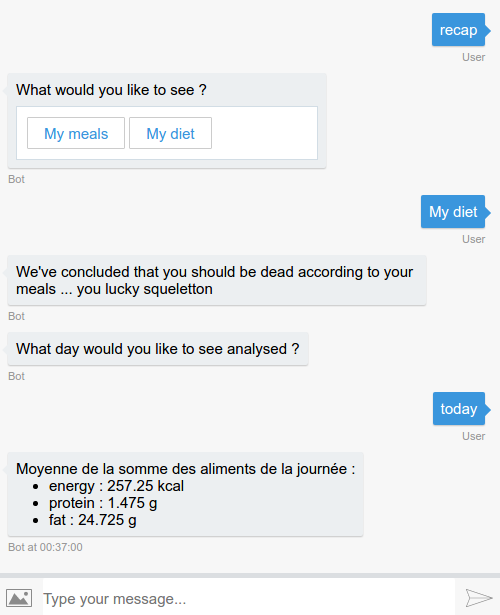 recap
User
What would you like to see ?
My meals
My diet
Bot
My diet
User
We've concluded that you should be dead according to your
meals ... you lucky squeletton
Bot
What day would you like to see analysed ?
Bot
today
User
Moyenne de la somme des aliments de la journée :
• energy : 257.25 kcal
• protein : 1.475 g
• fat : 24.725 g
Bot at 00:37:00
Type your message...